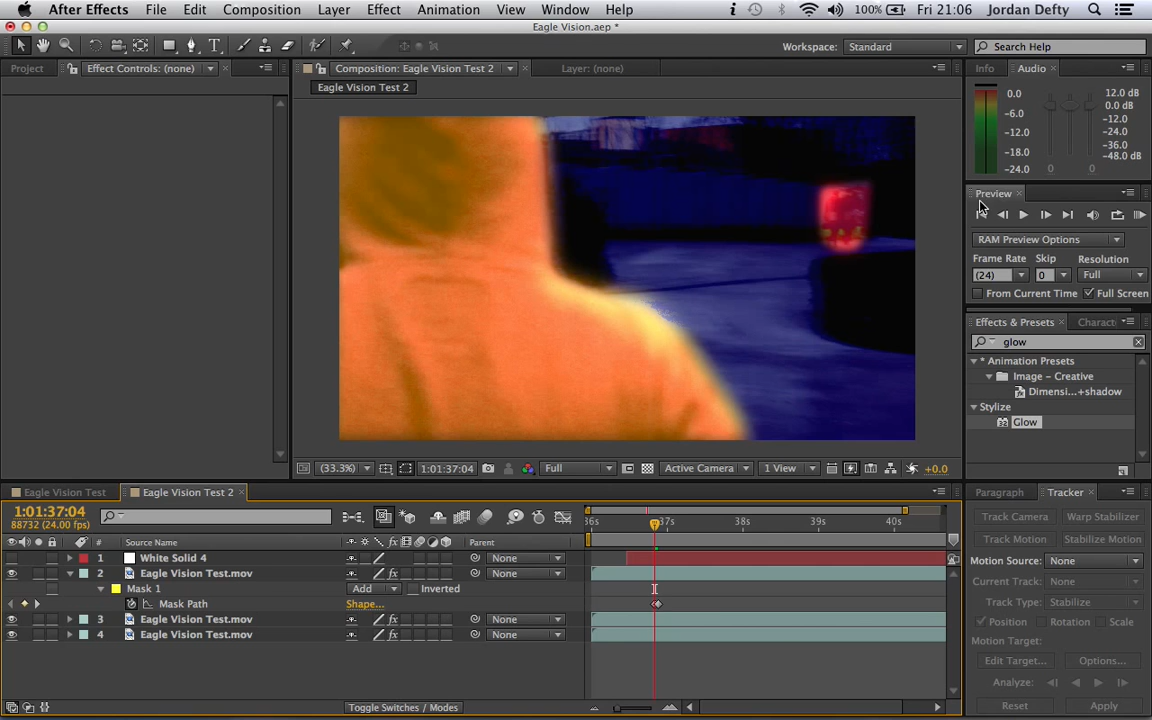 After Effects File Edit Composition Layer Effect Animation View Window Help 100% Fri 21:06 Jordan Defty
Eagle Vision.aep *
Workspace: Standard Search Help
Project Effect Controls: (none) Composition: Eagle Vision Test 2 Layer: (none) Info Audio
Eagle Vision Test 2
0.0 12.0 dB
-6.0 0.0 dB
-12.0 -12.0 dB
-24.0 dB
-18.0 -36.0 dB
-24.0 0 0 -48.0 dB
Preview
RAM Preview Options
Frame Rate Skip Resolution
(24) 0 Full
From Current Time Full Screen
Effects & Presets Charact
glow
* Animation Presets
Image - Creative
Dimensi...+shadow
Stylize
32 Glow
(33.3%) 1:01:37:04 Full Active Camera 1 View +0.0
Eagle Vision Test Eagle Vision Test 2 Paragraph Tracker
1:01:37:04
88732 (24.00 fps)
36s 37s 38s 39s 40s
# Source Name Parent
1 White Solid 4 None
2 Eagle Vision Test.mov fx None
Mask 1 Add Inverted
Mask Path Shape...
3 Eagle Vision Test.mov fx None
4 Eagle Vision Test.mov fx None
Toggle Switches / Modes
Track Camera Warp Stabilizer
Track Motion Stabilize Motion
Motion Source: None
Current Track: None
Track Type: Stabilize
Position Rotation Scale
Motion Target:
Edit Target... Options...
Analyze:
Reset Apply